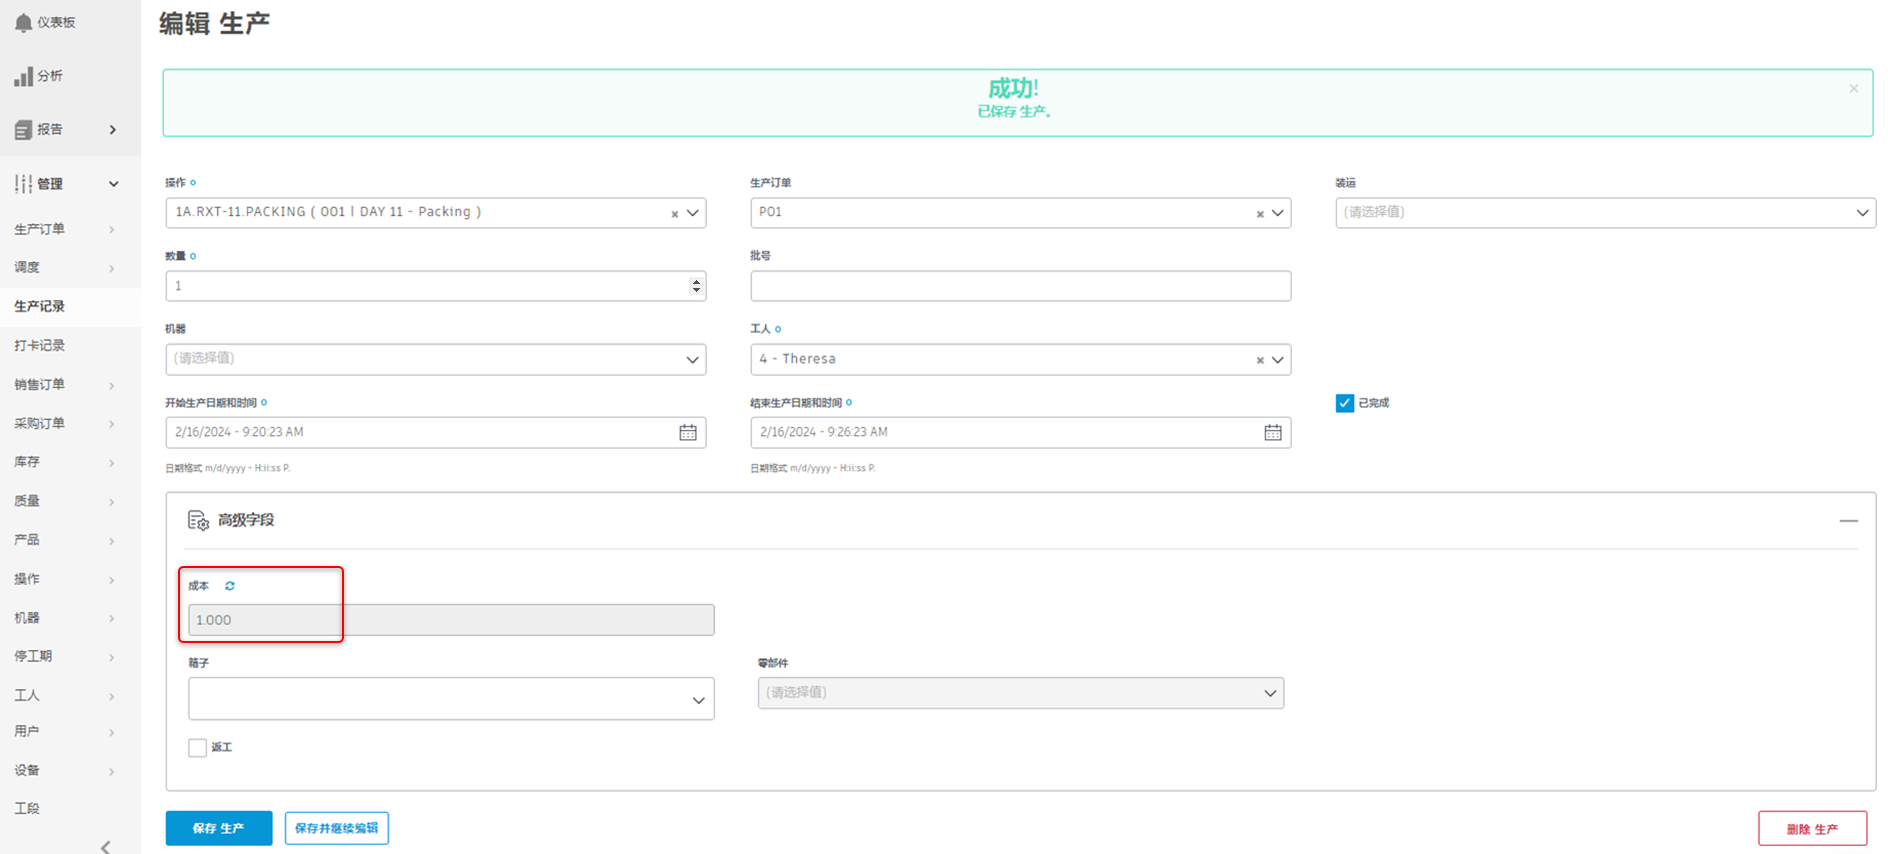 仪表板
分析
报告
管理
生产订单
调度
生产记录
打卡记录
销售订单
采购订单
库存
质量
产品
操作
机器
停工期
工人
用户
设备
工段
编辑 生产
成功!
已保存 生产。
操作
生产订单
装运
1A.RXT-11.PACKING ( 001 | DAY 11 - Packing )
P01
(请选择值)
数量
批号
1
机器
工人
(请选择值)
4 - Theresa
开始生产日期和时间
结束生产日期和时间
已完成
2/16/2024 - 9:20:23 AM
2/16/2024 - 9:26:23 AM
日期格式 m/d/yyyy - H:ii:ss P.
日期格式 m/d/yyyy - H:ii:ss P.
高级字段
成本
1.000
箱子
零部件
(请选择值)
返工
保存 生产
保存并继续编辑
删除 生产